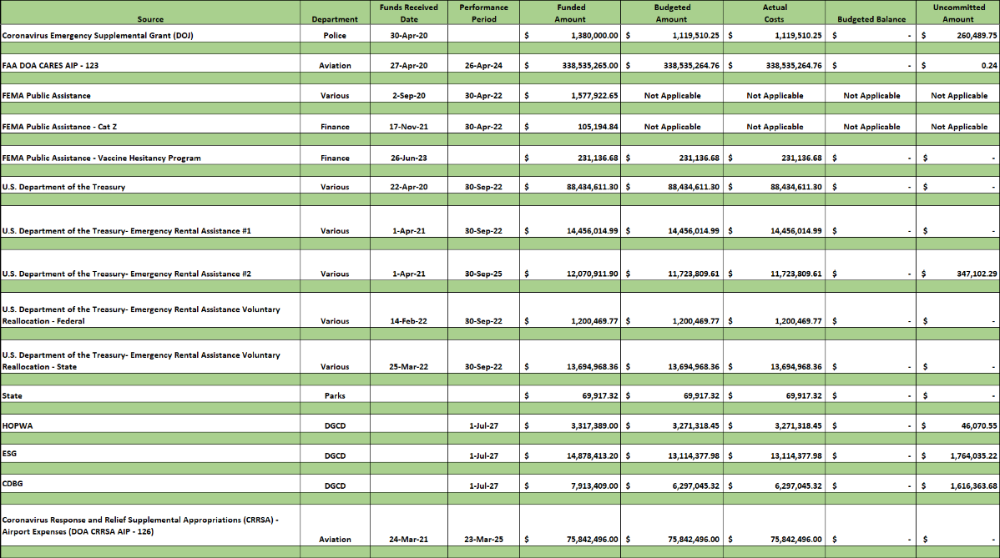 Source Department Funds Received Date Performance Period Funded Amount Budgeted Amount Actual Costs Budgeted Balance Uncommitted Amount
Coronavirus Emergency Supplemental Grant (DOJ) Police 30-Apr-20 $ 1,380,000.00 $ 1,119,510.25 $ 1,119,510.25 $ - $ 260,489.75
FAA DOA CARES AIP - 123 Aviation 27-Apr-20 26-Apr-24 $ 338,535,265.00 $ 338,535,264.76 $ 338,535,264.76 $ - $ 0.24
FEMA Public Assistance Various 2-Sep-20 30-Apr-22 $ 1,577,922.65 Not Applicable Not Applicable Not Applicable Not Applicable
FEMA Public Assistance - Cat Z Finance 17-Nov-21 30-Apr-22 $ 105,194.84 Not Applicable Not Applicable Not Applicable Not Applicable
FEMA Public Assistance - Vaccine Hesitancy Program Finance 26-Jun-23 $ 231,136.68 $ 231,136.68 $ 231,136.68 $ - $ -
U.S. Department of the Treasury Various 22-Apr-20 30-Sep-22 $ 88,434,611.30 $ 88,434,611.30 $ 88,434,611.30 $ - $ -
U.S. Department of the Treasury- Emergency Rental Assistance #1 Various 1-Apr-21 30-Sep-22 $ 14,456,014.99 $ 14,456,014.99 $ 14,456,014.99 $ - $ -
U.S. Department of the Treasury- Emergency Rental Assistance #2 Various 1-Apr-21 30-Sep-25 $ 12,070,911.90 $ 11,723,809.61 $ 11,723,809.61 $ - $ 347,102.29
U.S. Department of the Treasury- Emergency Rental Assistance Voluntary
Reallocation - Federal Various 14-Feb-22 30-Sep-22 $ 1,200,469.77 $ 1,200,469.77 $ 1,200,469.77 $ - $ -
U.S. Department of the Treasury- Emergency Rental Assistance Voluntary
Reallocation - State Various 25-Mar-22 30-Sep-22 $ 13,694,968.36 $ 13,694,968.36 $ 13,694,968.36 $ - $ -
State Parks $ 69,917.32 $ 69,917.32 $ 69,917.32 $ - $ -
HOPWA DGCD 1-Jul-27 $ 3,317,389.00 $ 3,271,318.45 $ 3,271,318.45 $ - $ 46,070.55
ESG DGCD 1-Jul-27 $ 14,878,413.20 $ 13,114,377.98 $ 13,114,377.98 $ - $ 1,764,035.22
CDBG DGCD 1-Jul-27 $ 7,913,409.00 $ 6,297,045.32 $ 6,297,045.32 $ - $ 1,616,363.68
Coronavirus Response and Relief Supplemental Appropriations (CRRSA) -
Airport Expenses (DOA CRRSA AIP - 126) Aviation 24-Mar-21 23-Mar-25 $ 75,842,496.00 $ 75,842,496.00 $ 75,842,496.00 $ - $ -